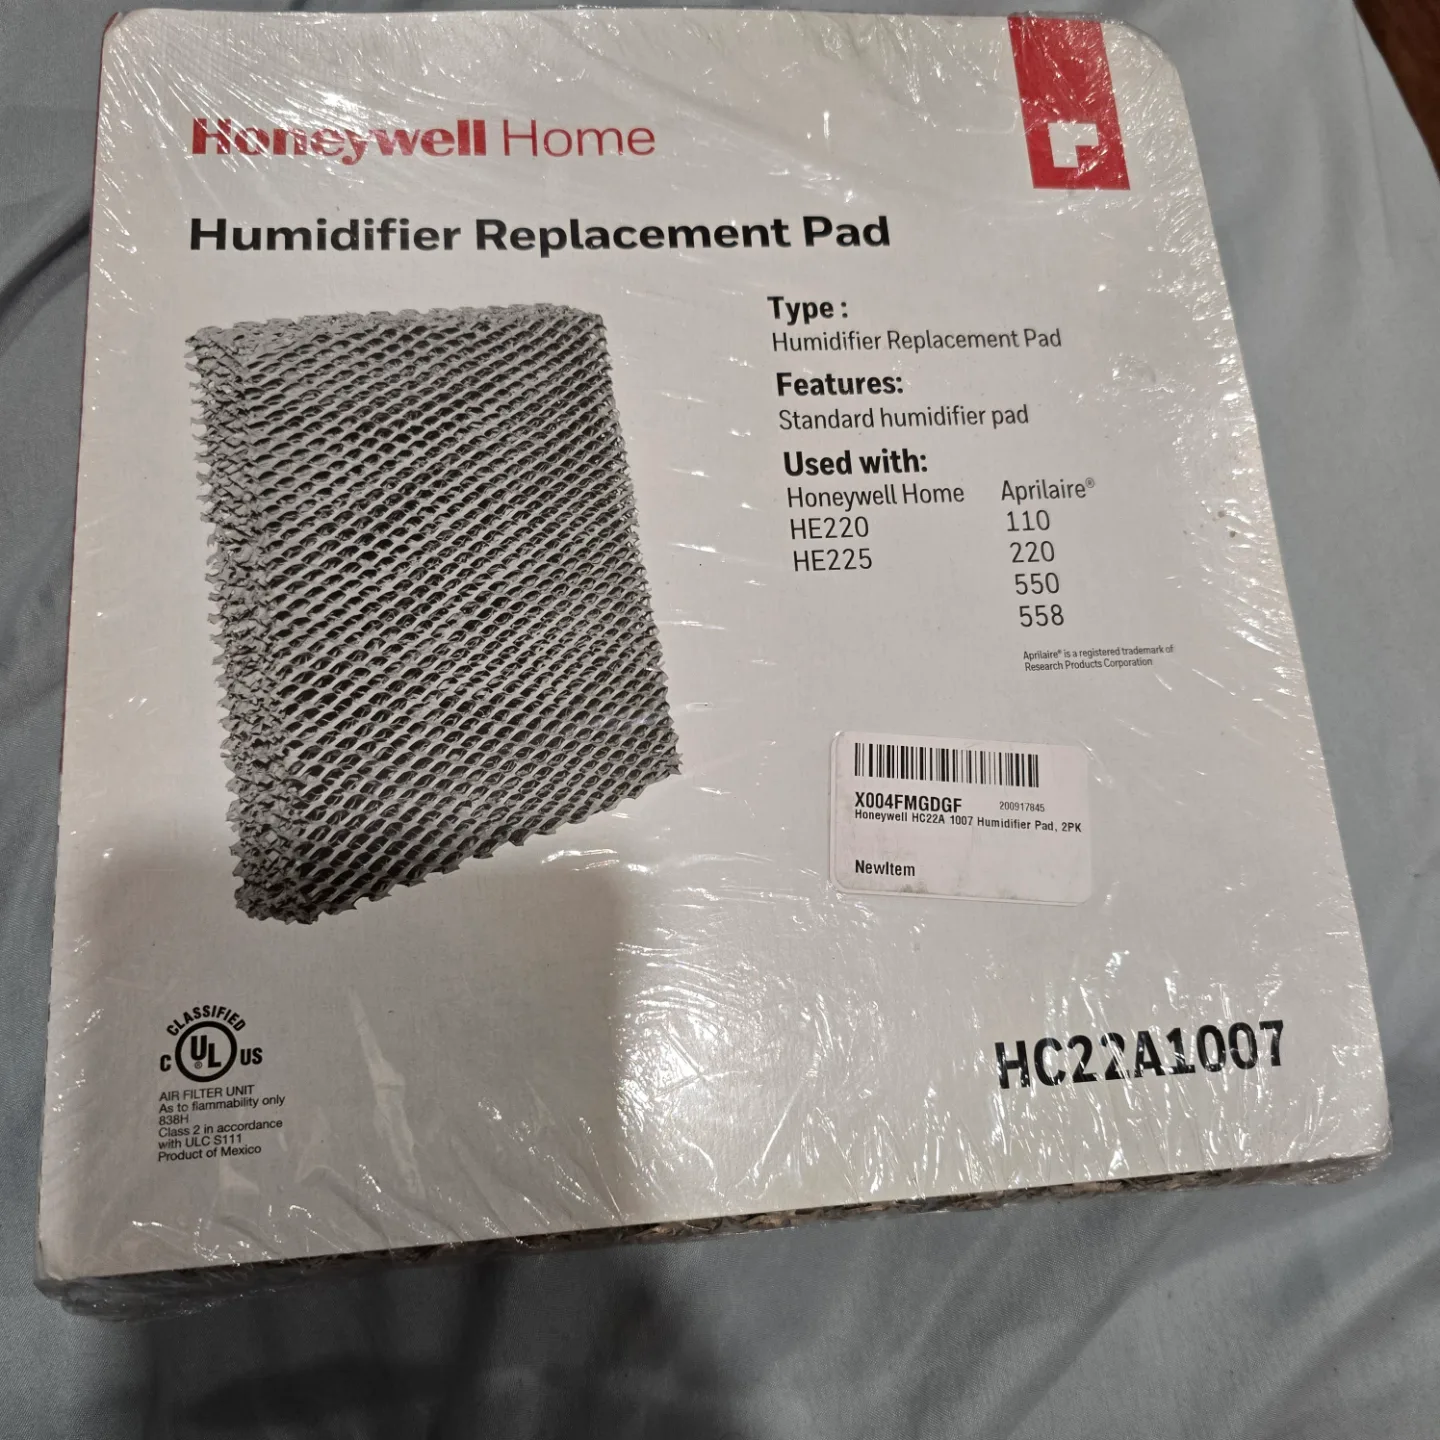 Honeywell Home
Humidifier Replacement Pad
Type :
Humidifier Replacement Pad
Features:
Standard humidifier pad
Used with:
Honeywell Home Aprilaire®
HE220 110
HE225 220
550
558
Aprilaire® is a registered trademark of
Research Products Corporation
X004FMGDGF 200917845
Honeywell HC22A 1007 Humidifier Pad, 2PK
NewItem
CLASSIFIED
C UL® US
AIR FILTER UNIT
As to flammability only
838H
Class 2 in accordance
with ULC S111
Product of Mexico
HC22A1007